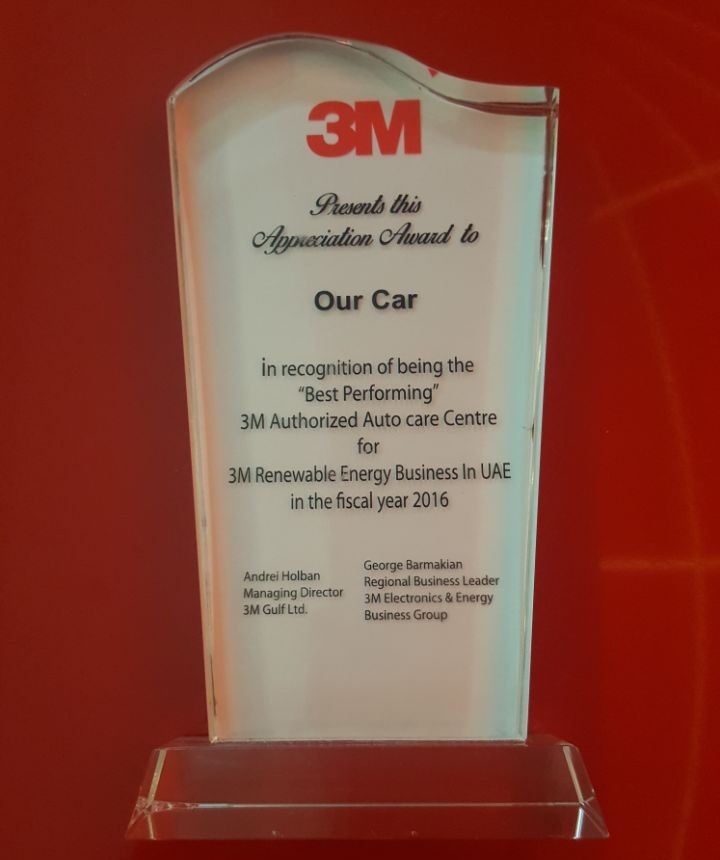 3M
Presents this
Appreciation Award to
Our Car
in recognition of being the
“Best Performing”
3M Authorized Auto care Centre
for
3M Renewable Energy Business In UAE
in the fiscal year 2016
Andrei Holban
Managing Director
3M Gulf Ltd.
George Barmakian
Regional Business Leader
3M Electronics & Energy
Business Group